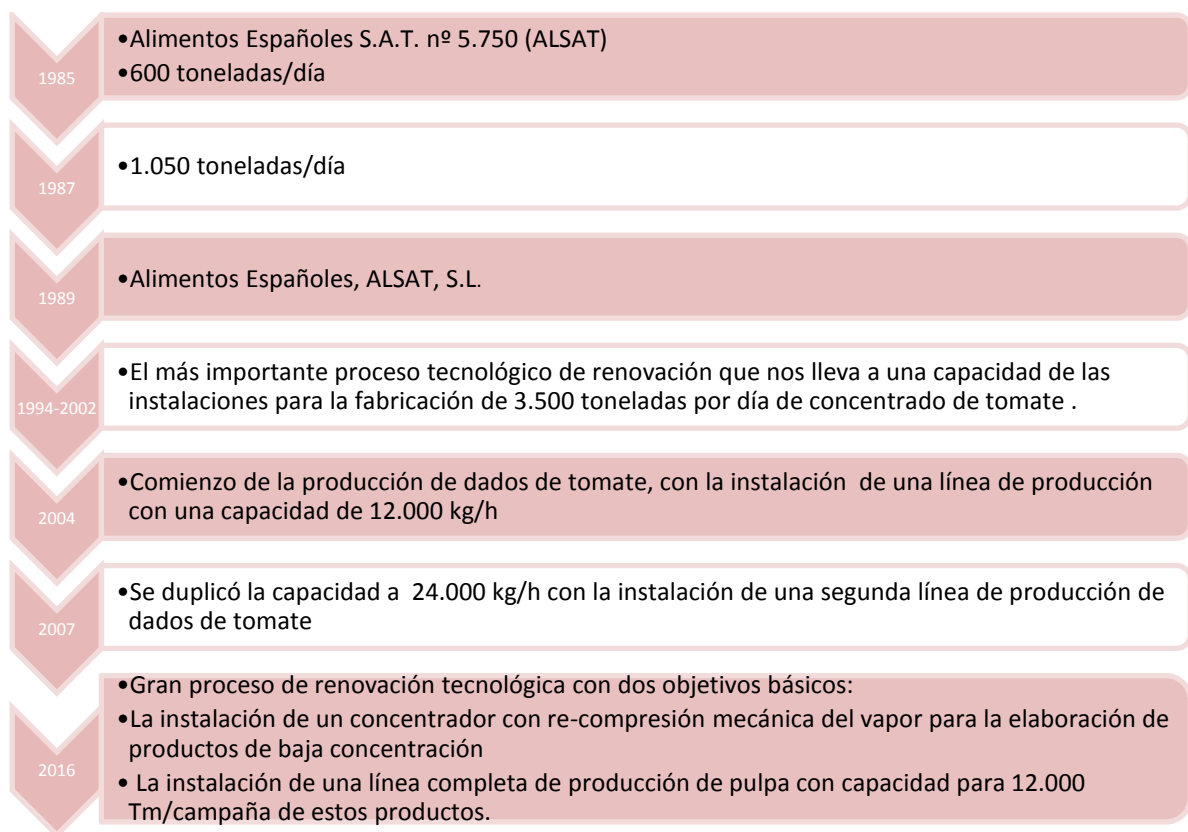 1985
•Alimentos Españoles S.A.T. nº 5.750 (ALSAT)
•600 toneladas/día
1987
•1.050 toneladas/día
1989
•Alimentos Españoles, ALSAT, S.L.
1994-2002
•El más importante proceso tecnológico de renovación que nos lleva a una capacidad de las
instalaciones para la fabricación de 3.500 toneladas por día de concentrado de tomate .
2004
•Comienzo de la producción de dados de tomate, con la instalación de una línea de producción
con una capacidad de 12.000 kg/h
2007
•Se duplicó la capacidad a 24.000 kg/h con la instalación de una segunda línea de producción de
dados de tomate
2016
•Gran proceso de renovación tecnológica con dos objetivos básicos:
•La instalación de un concentrador con re-compresión mecánica del vapor para la elaboración de
productos de baja concentración
• La instalación de una línea completa de producción de pulpa con capacidad para 12.000
Tm/campaña de estos productos.